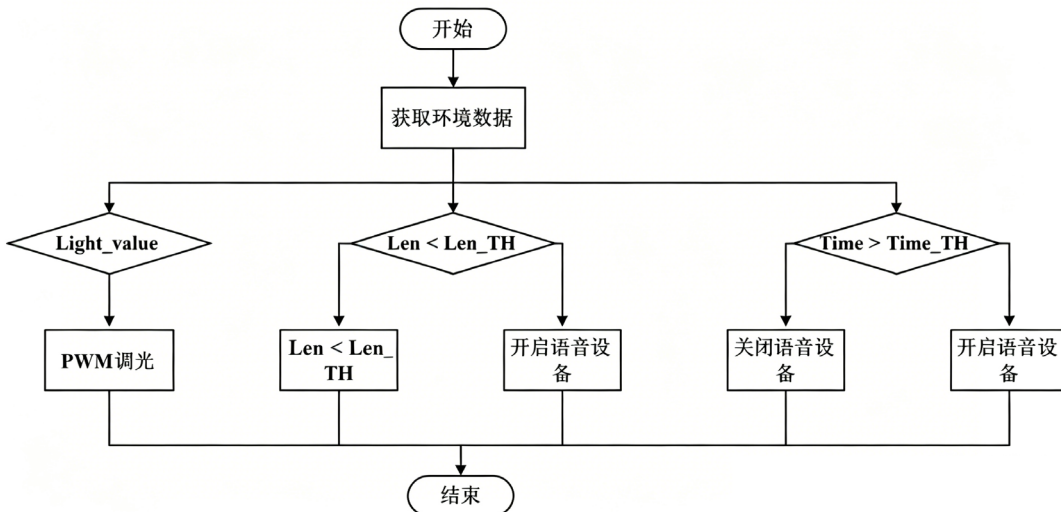 开始
获取环境数据
Light_value
Len < Len_TH
Time > Time_TH
PWM调光
Len < Len_
TH
开启语音设
备
关闭语音设
备
开启语音设
备
结束